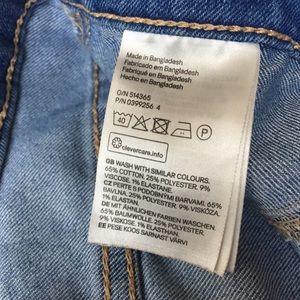 Made in Bangladesh
Fabricado em Bangladesh
Fabriqué en Bangladesh
Hecho en Bangladesh
O/N 514365
P/N 0399256 4
40
P
clevercare.info
GB WASH WITH SIMILAR COLOURS.
65% COTTON, 25% POLYESTER, 9%
VISCOSE, 1% ELASTANE.
CZ PERTE S PODOBNÝMI BARVAMI. 65%
BAVLNA, 25% POLYESTER, 9% VISKÓZA,
1% ELASTAN.
DE MIT ÄHNLICHEN FARBEN WASCHEN.
65% BAUMWOLLE, 25% POLYESTER,
9% VISKOSE, 1% ELASTHAN.
EE PESE KOOS SARNAST VÄRVI